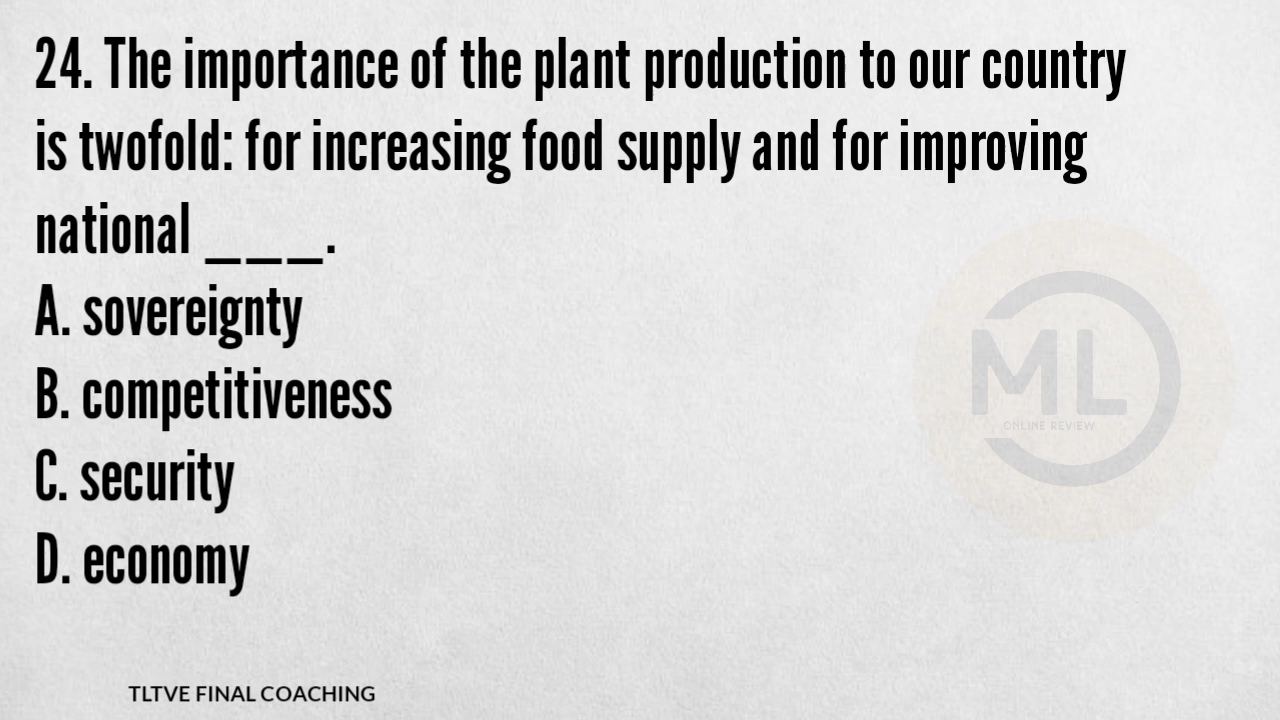 24. The importance of the plant production to our country
is twofold: for increasing food supply and for improving
national ___.
A. sovereignty
B. competitiveness
C. security
D. economy
ML
ONLINE REVIEW
TLTVE FINAL COACHING